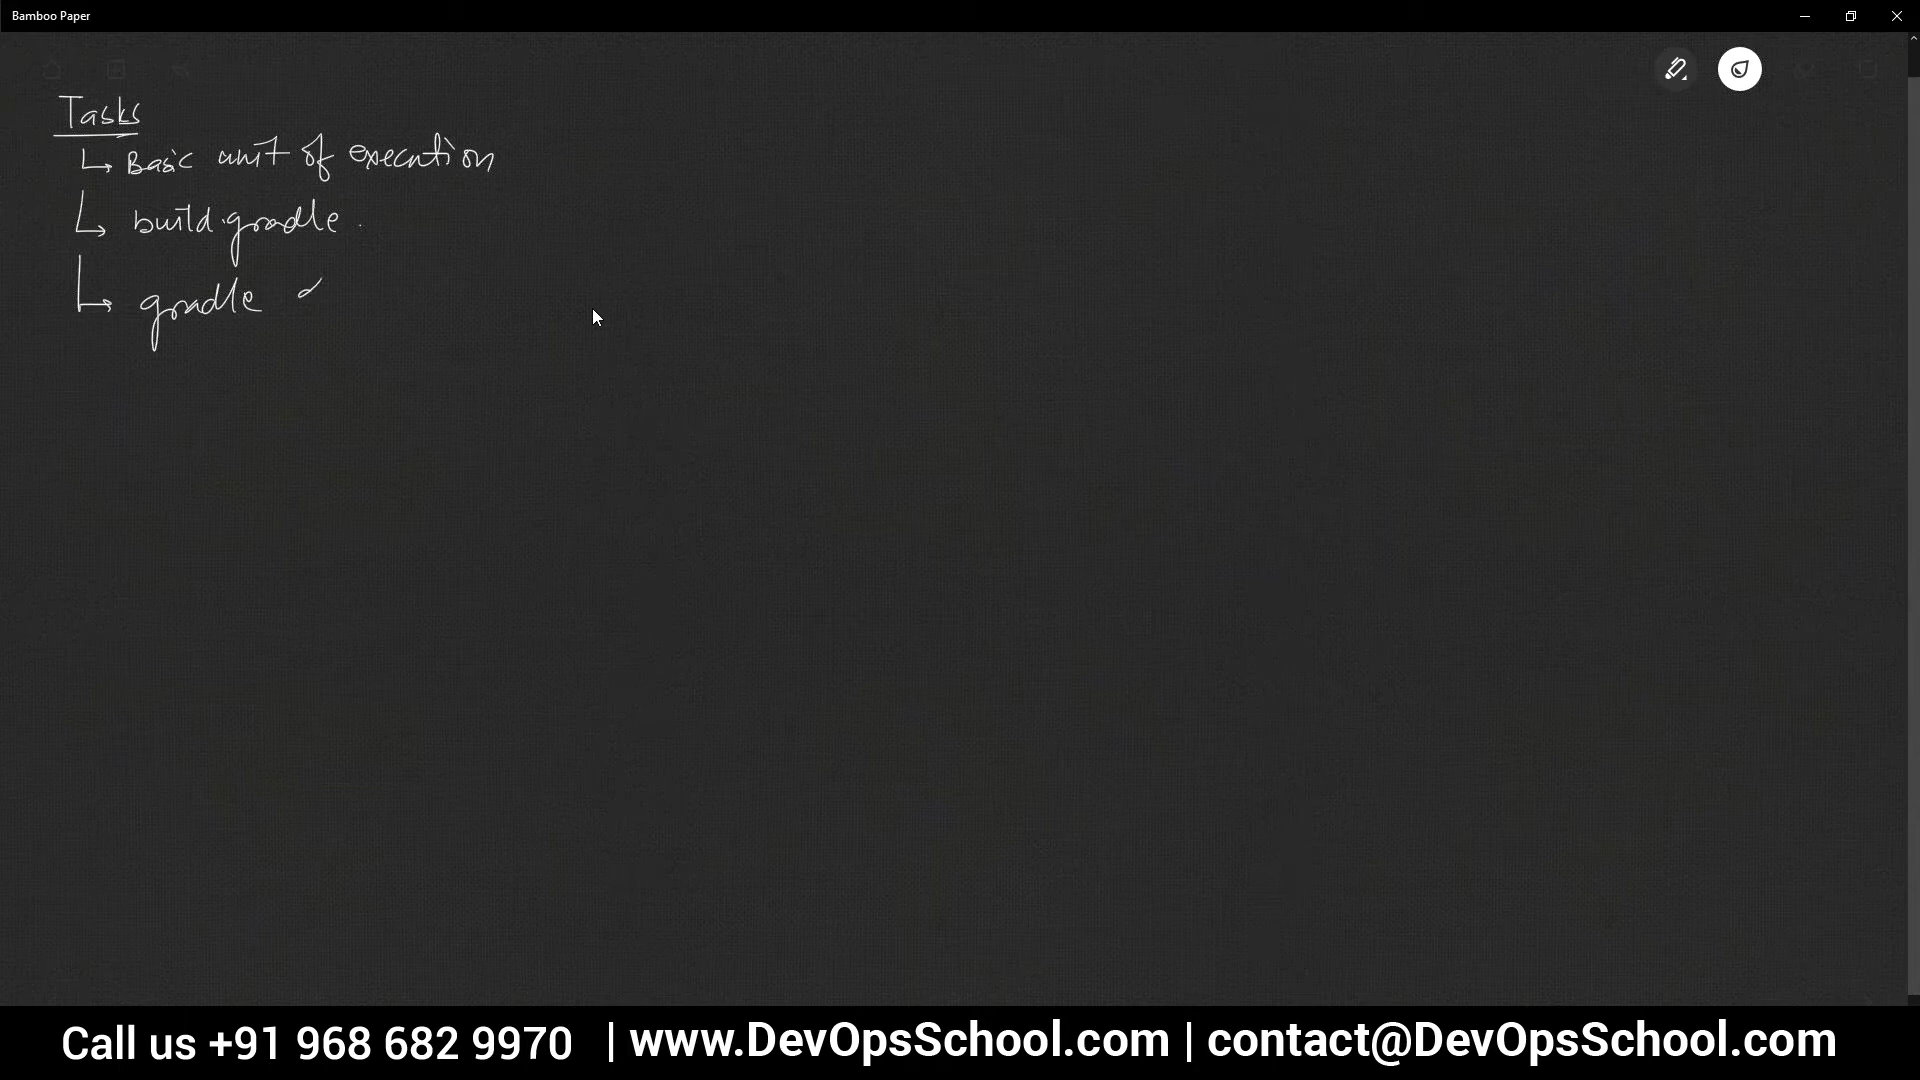 Bamboo Paper
Tasks
Basic unit of execution
build.gradle .
gradle
Call us +91 968 682 9970 | www.DevOpsSchool.com | contact@DevOpsSchool.com